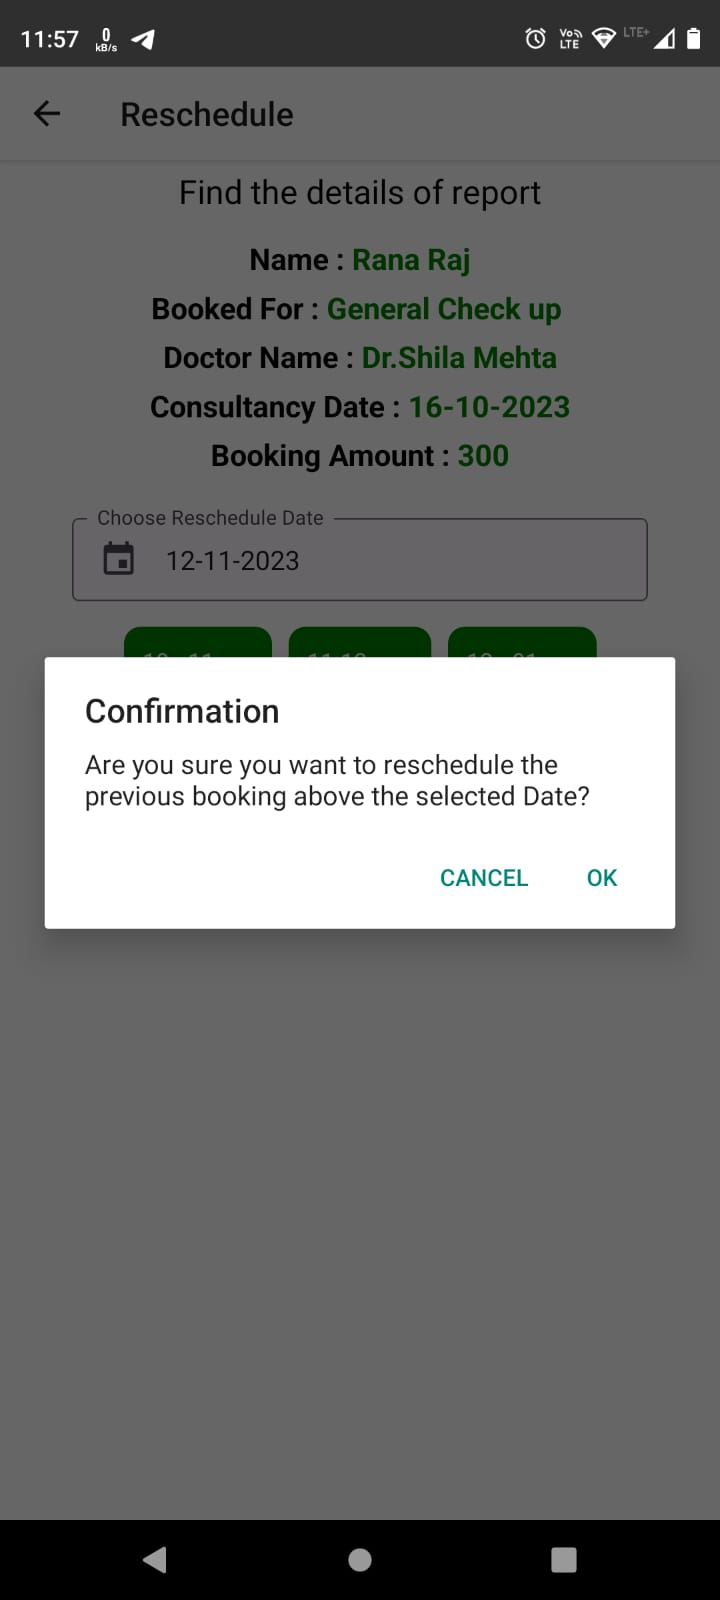 11:57 0 kB/s Vo LTE LTE+
Reschedule
Find the details of report
Name : Rana Raj
Booked For : General Check up
Doctor Name : Dr.Shila Mehta
Consultancy Date : 16-10-2023
Booking Amount : 300
Choose Reschedule Date
12-11-2023
Confirmation
Are you sure you want to reschedule the
previous booking above the selected Date?
CANCEL OK